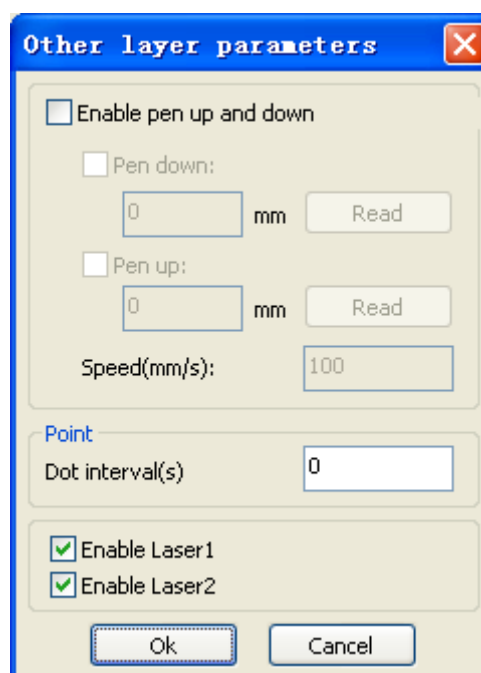 Other layer parameters
Enable pen up and down
Pen down:
0 mm Read
Pen up:
0 mm Read
Speed(mm/s): 100
Point
Dot interval(s) 0
Enable Laser1
Enable Laser2
Ok Cancel